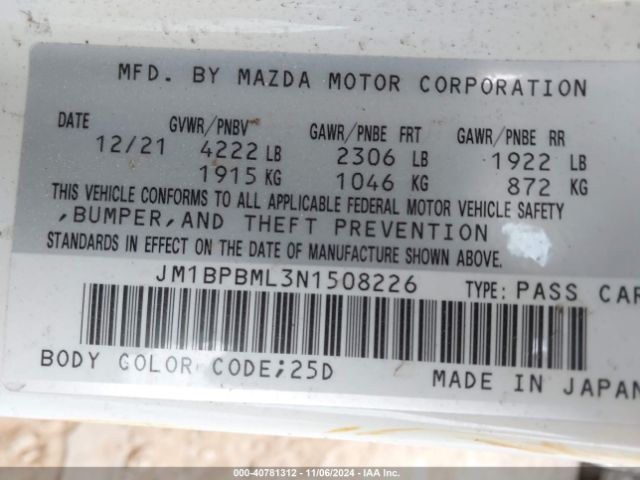 MFD. BY MAZDA MOTOR CORPORATION
DATE GVWR/PNBV GAWR/PNBE FRT GAWR/PNBE RR
12/21 4222 LB 2306 LB 1922 LB
1915 KG 1046 KG 872 KG
THIS VEHICLE CONFORMS TO ALL APPLICABLE FEDERAL MOTOR VEHICLE SAFETY
,BUMPER,AND THEFT PREVENTION
STANDARDS IN EFFECT ON THE DATE OF MANUFACTURE SHOWN ABOVE.
JM1BPBML3N1508226 TYPE: PASS CAR
BODY COLOR CODE;25D MADE IN JAPAN
000-40781312 - 11/06/2024 - IAA Inc.